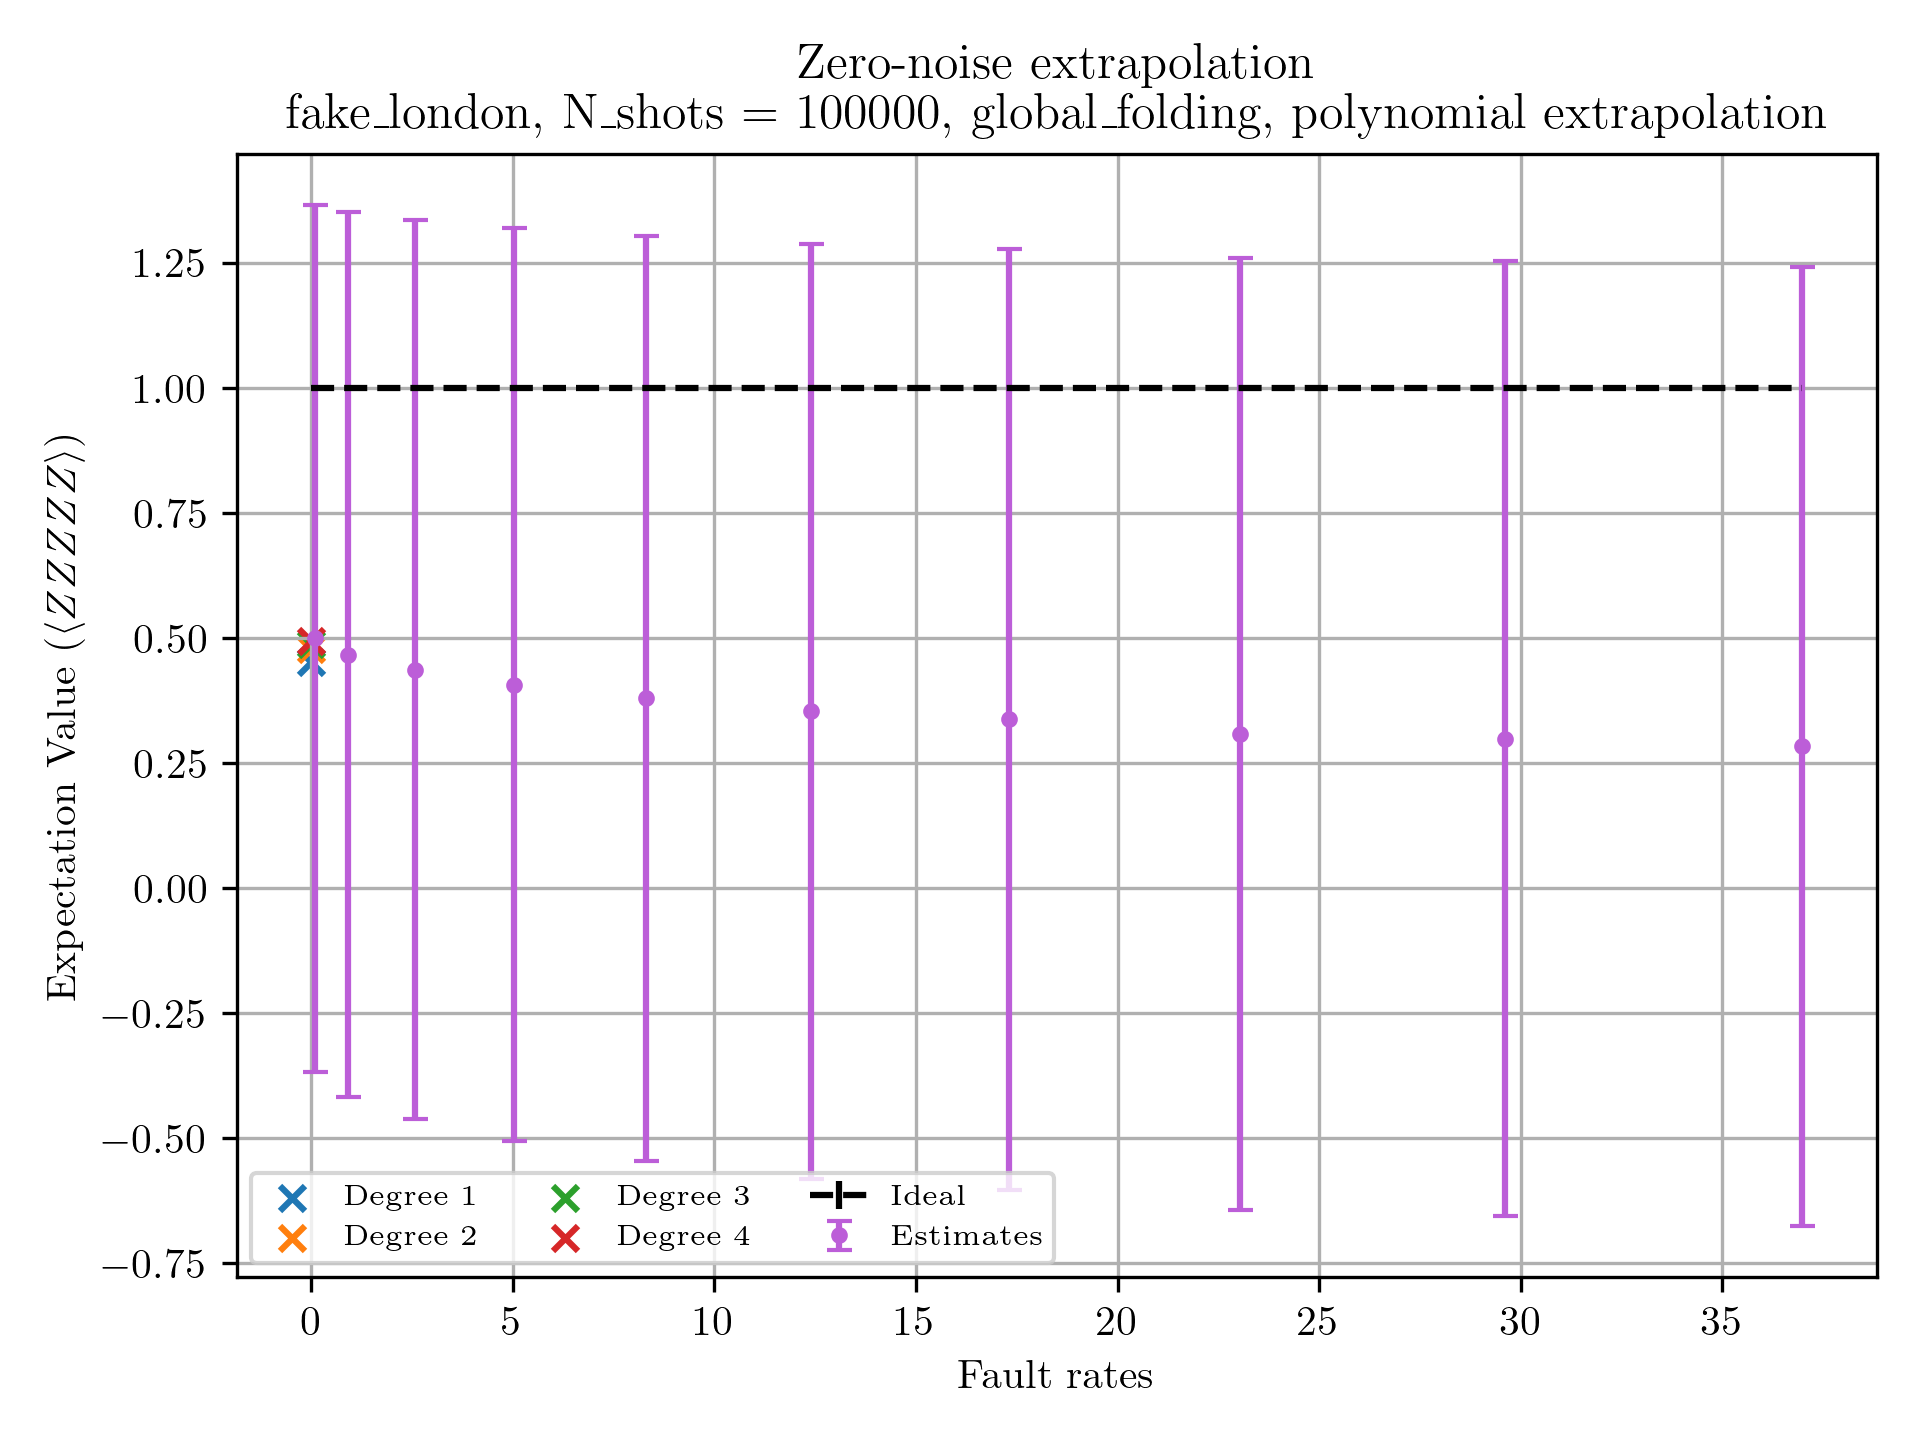 Zero-noise extrapolation
fake_london, N_shots = 100000, global_folding, polynomial extrapolation
Expectation Value (⟨ZZZZZ⟩)
1.25
1.00
0.75
0.50
0.25
0.00
−0.25
−0.50
−0.75
Degree 1
Degree 2
Degree 3
Degree 4
Ideal
Estimates
0 5 10 15 20 25 30 35
Fault rates